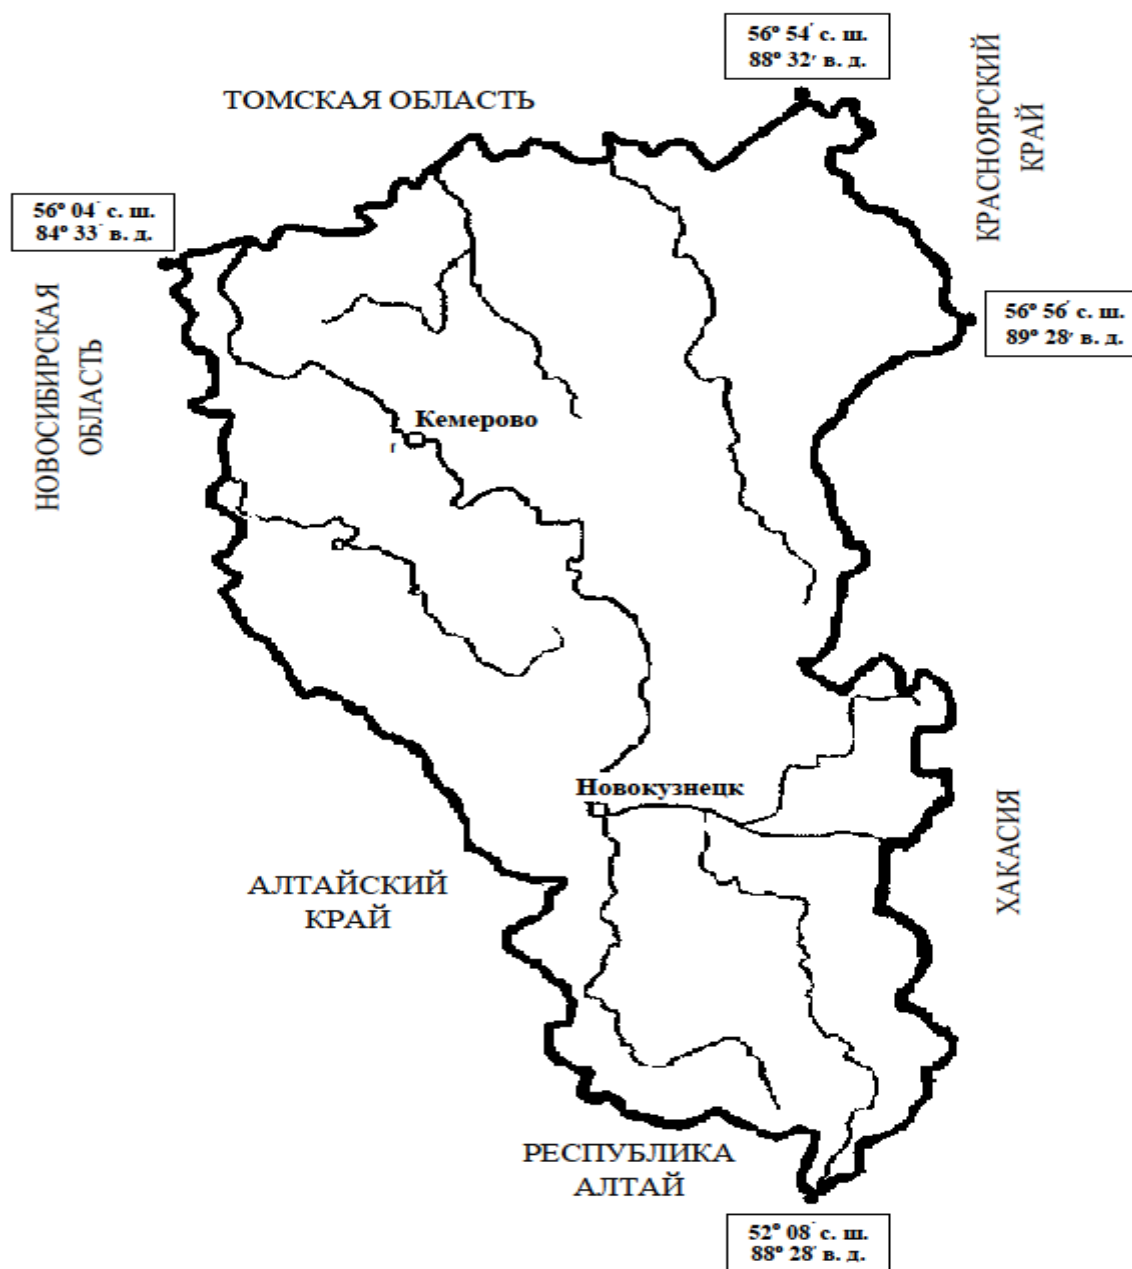 56° 54′ с. ш.
88° 32′ в. д.
ТОМСКАЯ ОБЛАСТЬ
КРАСНОЯРСКИЙ
КРАЙ
56° 04′ с. ш.
84° 33′ в. д.
НОВОСИБИРСКАЯ
ОБЛАСТЬ
56° 56′ с. ш.
89° 28′ в. д.
Кемерово
г
Новокузнецк
ХАКАСИЯ
АЛТАЙСКИЙ
КРАЙ
РЕСПУБЛИКА
АЛТАЙ
52° 08′ с. ш.
88° 28′ в. д.